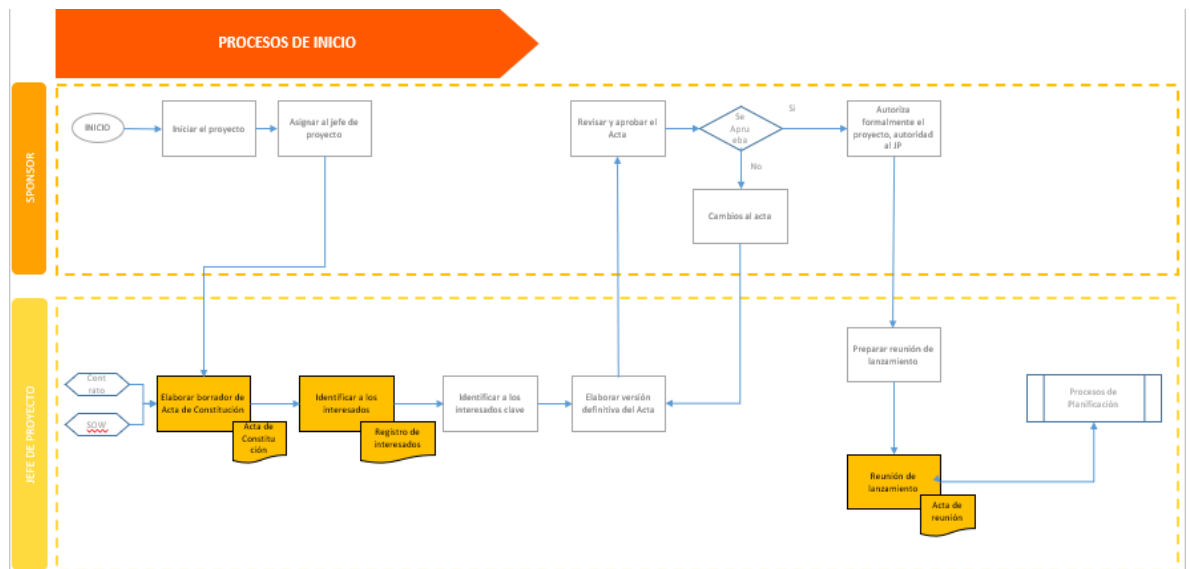 PROCESOS DE INICIO
SPONSOR
INICIO
Iniciar el proyecto
Asignar al jefe de
proyecto
Revisar y aprobar el
Acta
Se
Apru
eba
Si
No
Autoriza
formalmente el
proyecto, autoridad
al JP
Cambios al acta
JEFE DE PROYECTO
Cont
rato
SOW
Elaborar borrador de
Acta de Constitución
Acta de
Constitu
ción
Identificar a los
interesados
Registro de
interesados
Identificar a los
interesados clave
Elaborar versión
definitiva del Acta
Preparar reunión de
lanzamiento
Reunión de
lanzamiento
Acta de
reunión
Procesos de
Planificación